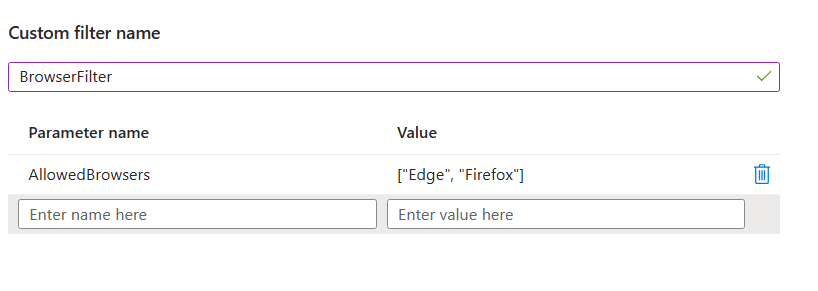 Custom filter name
BrowserFilter
Parameter name Value
AllowedBrowsers ["Edge", "Firefox"]
Enter name here Enter value here